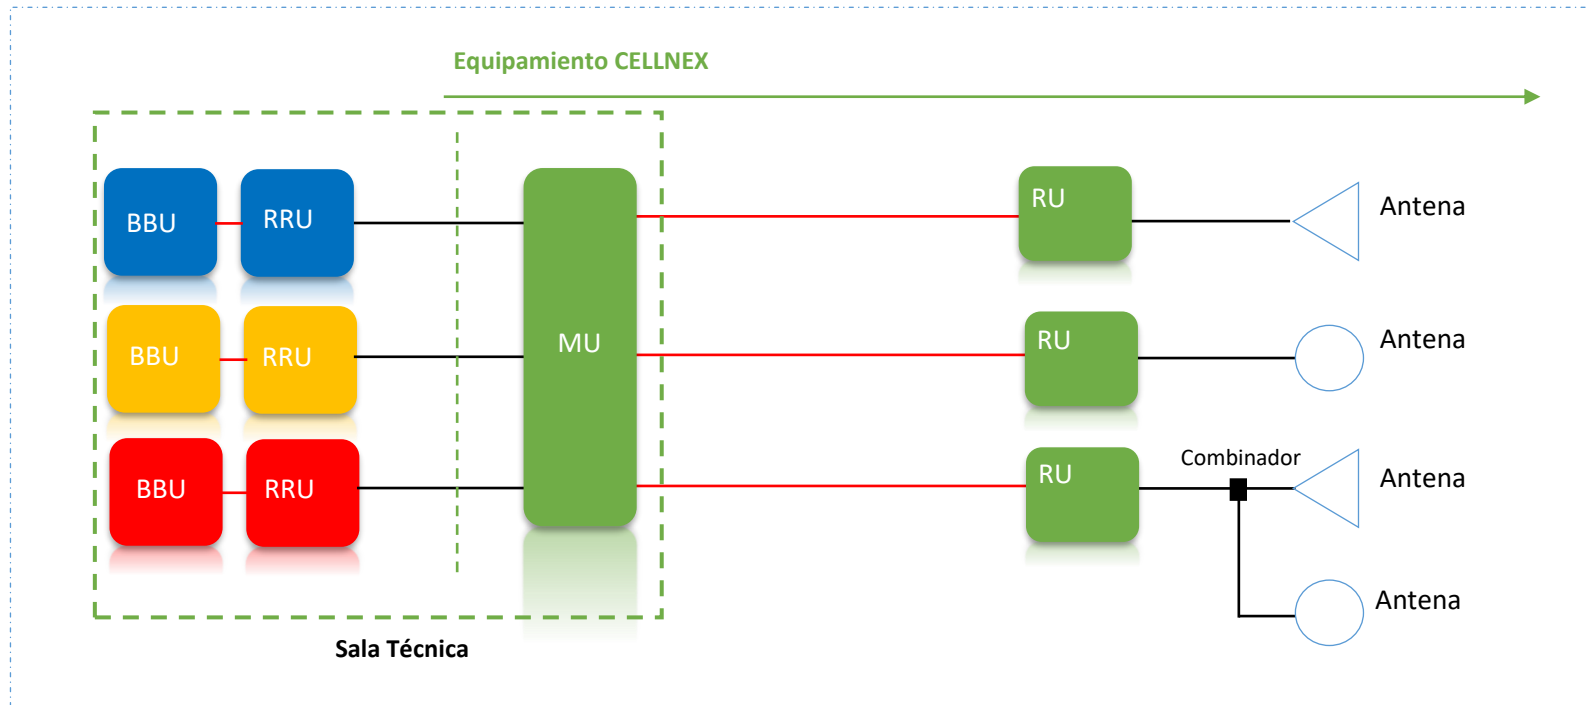 Equipamiento CELLNEX
BBU
RRU
RU
Antena
BBU
RRU
MU
RU
Antena
BBU
RRU
RU
Combinador
Antena
Antena
Sala Técnica